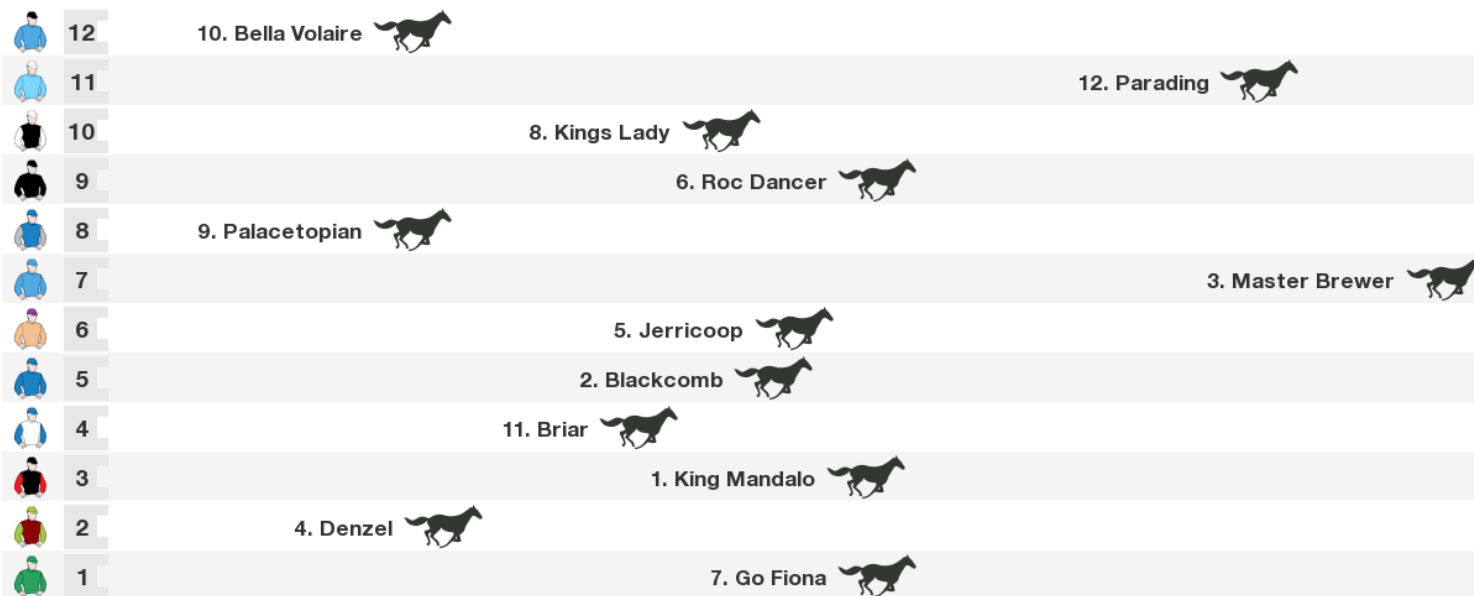 12 10. Bella Volaire
11 12. Parading
10 8. Kings Lady
9 6. Roc Dancer
8 9. Palacetopian
7 3. Master Brewer
6 5. Jerricoop
5 2. Blackcomb
4 11. Briar
3 1. King Mandalo
2 4. Denzel
1 7. Go Fiona